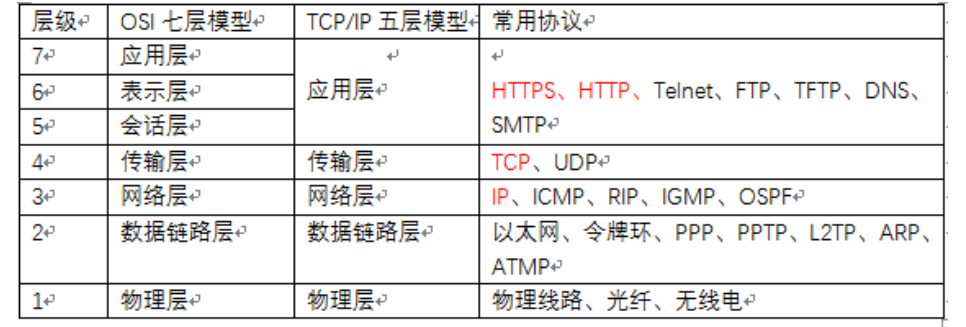 层级 OSI 七层模型 TCP/IP 五层模型 常用协议
7 应用层
6 表示层 应用层 HTTPS、HTTP、Telnet、FTP、TFTP、DNS、
5 会话层 SMTP
4 传输层 传输层 TCP、UDP
3 网络层 网络层 IP、ICMP、RIP、IGMP、OSPF
2 数据链路层 数据链路层 以太网、令牌环、PPP、PPTP、L2TP、ARP、
ATMP
1 物理层 物理层 物理线路、光纤、无线电